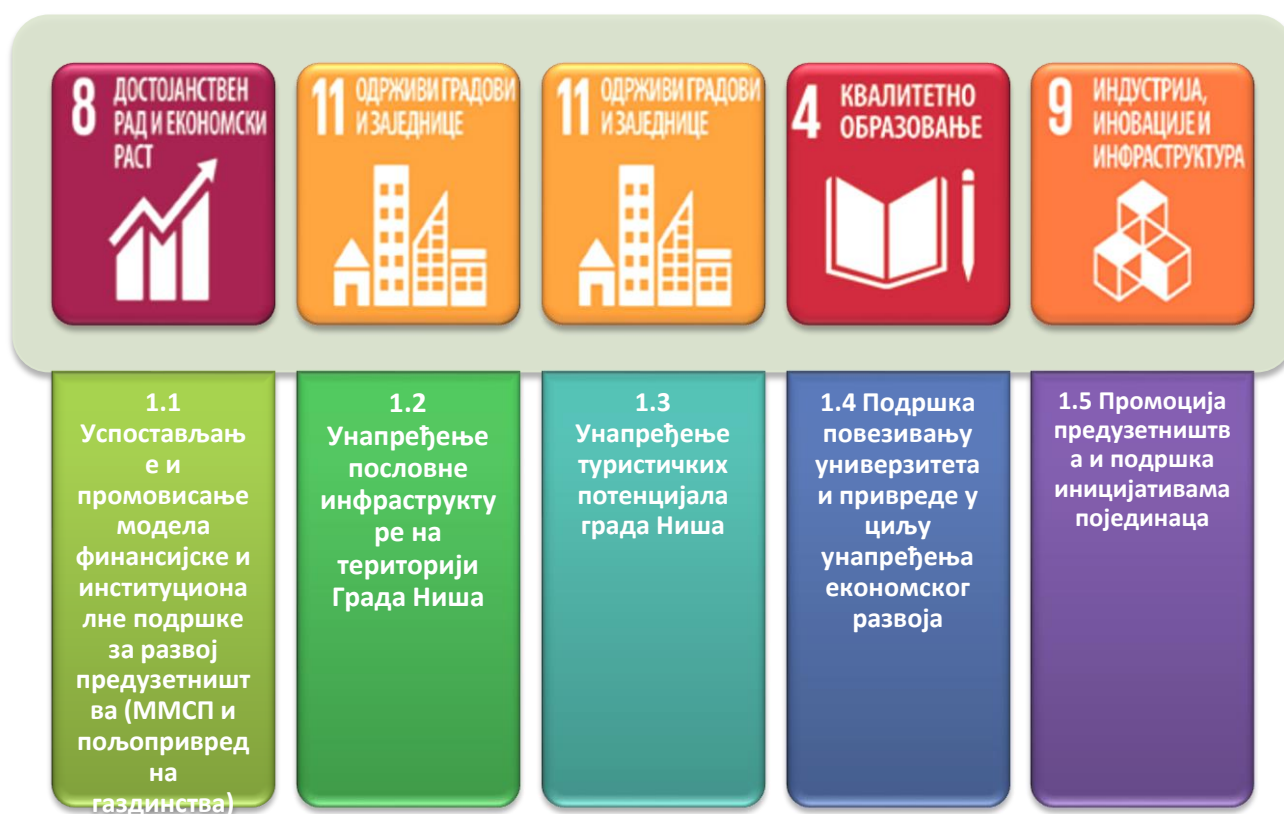 8 ДОСТОЈАНСТВЕН
РАД И ЕКОНОМСКИ
РАСТ
11 ОДРЖИВИ ГРАДОВИ
И ЗАЈЕДНИЦЕ
11 ОДРЖИВИ ГРАДОВИ
И ЗАЈЕДНИЦЕ
4 КВАЛИТЕТНО
ОБРАЗОВАЊЕ
9 ИНДУСТРИЈА,
ИНОВАЦИЈЕ И
ИНФРАСТРУКТУРА
1.1
Успостављањ
е и
промовисање
модела
финансијске и
институциона
лне подршке
за развој
предузетништ
ва (ММСП и
пољопривред
на
газдинства)
1.2
Унапређење
пословне
инфраструкту
ре на
територији
Града Ниша
1.3
Унапређење
туристичких
потенцијала
града Ниша
1.4 Подршка
повезивању
универзитета
и привреде у
циљу
унапређења
економског
развоја
1.5 Промоција
предузетништв
а и подршка
иницијативама
појединаца